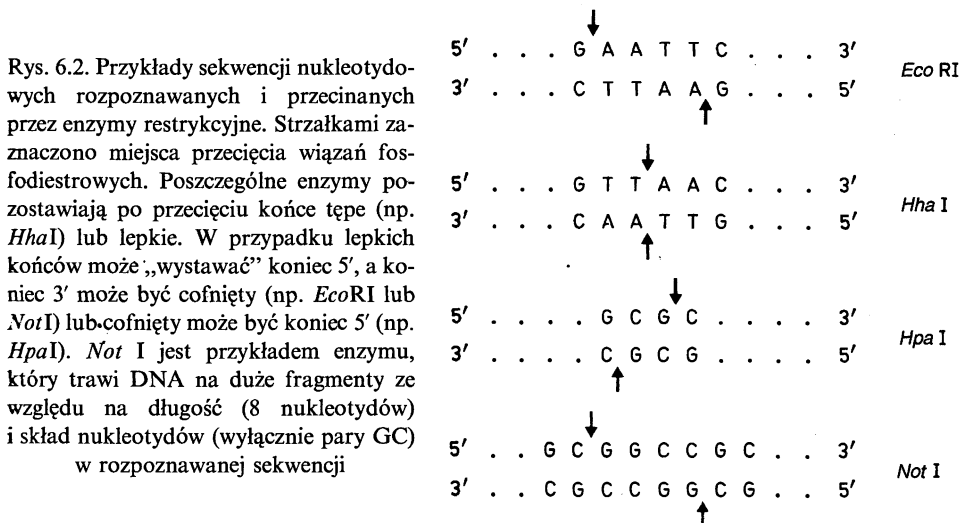 Rys. 6.2. Przykłady sekwencji nukleotydo-
wych rozpoznawanych i przecinanych
przez enzymy restrykcyjne. Strzałkami za-
znaczono miejsca przecięcia wiązań fos-
fodiestrowych. Poszczególne enzymy po-
zostawiają po przecięciu końce tępe (np.
HhaI) lub lepkie. W przypadku lepkich
końców może „wystawać” koniec 5′, a ko-
niec 3′ może być cofnięty (np. EcoRI lub
NotI) lub cofnięty może być koniec 5′ (np.
HpaI). Not I jest przykładem enzymu,
który trawi DNA na duże fragmenty ze
względu na długość (8 nukleotydów)
i skład nukleotydów (wyłącznie pary GC)
w rozpoznawanej sekwencji
5′ . . . G A A T T C . . . 3′
3′ . . . C T T A A G . . . 5′
Eco RI
5′ . . . G T T A A C . . . 3′
3′ . . . C A A T T G . . . 5′
Hha I
5′ . . . . G C G C . . . . 3′
3′ . . . . C G C G . . . . 5′
Hpa I
5′ . . G C G G C C G C . . 3′
3′ . . C G C C G G C G . . 5′
Not I